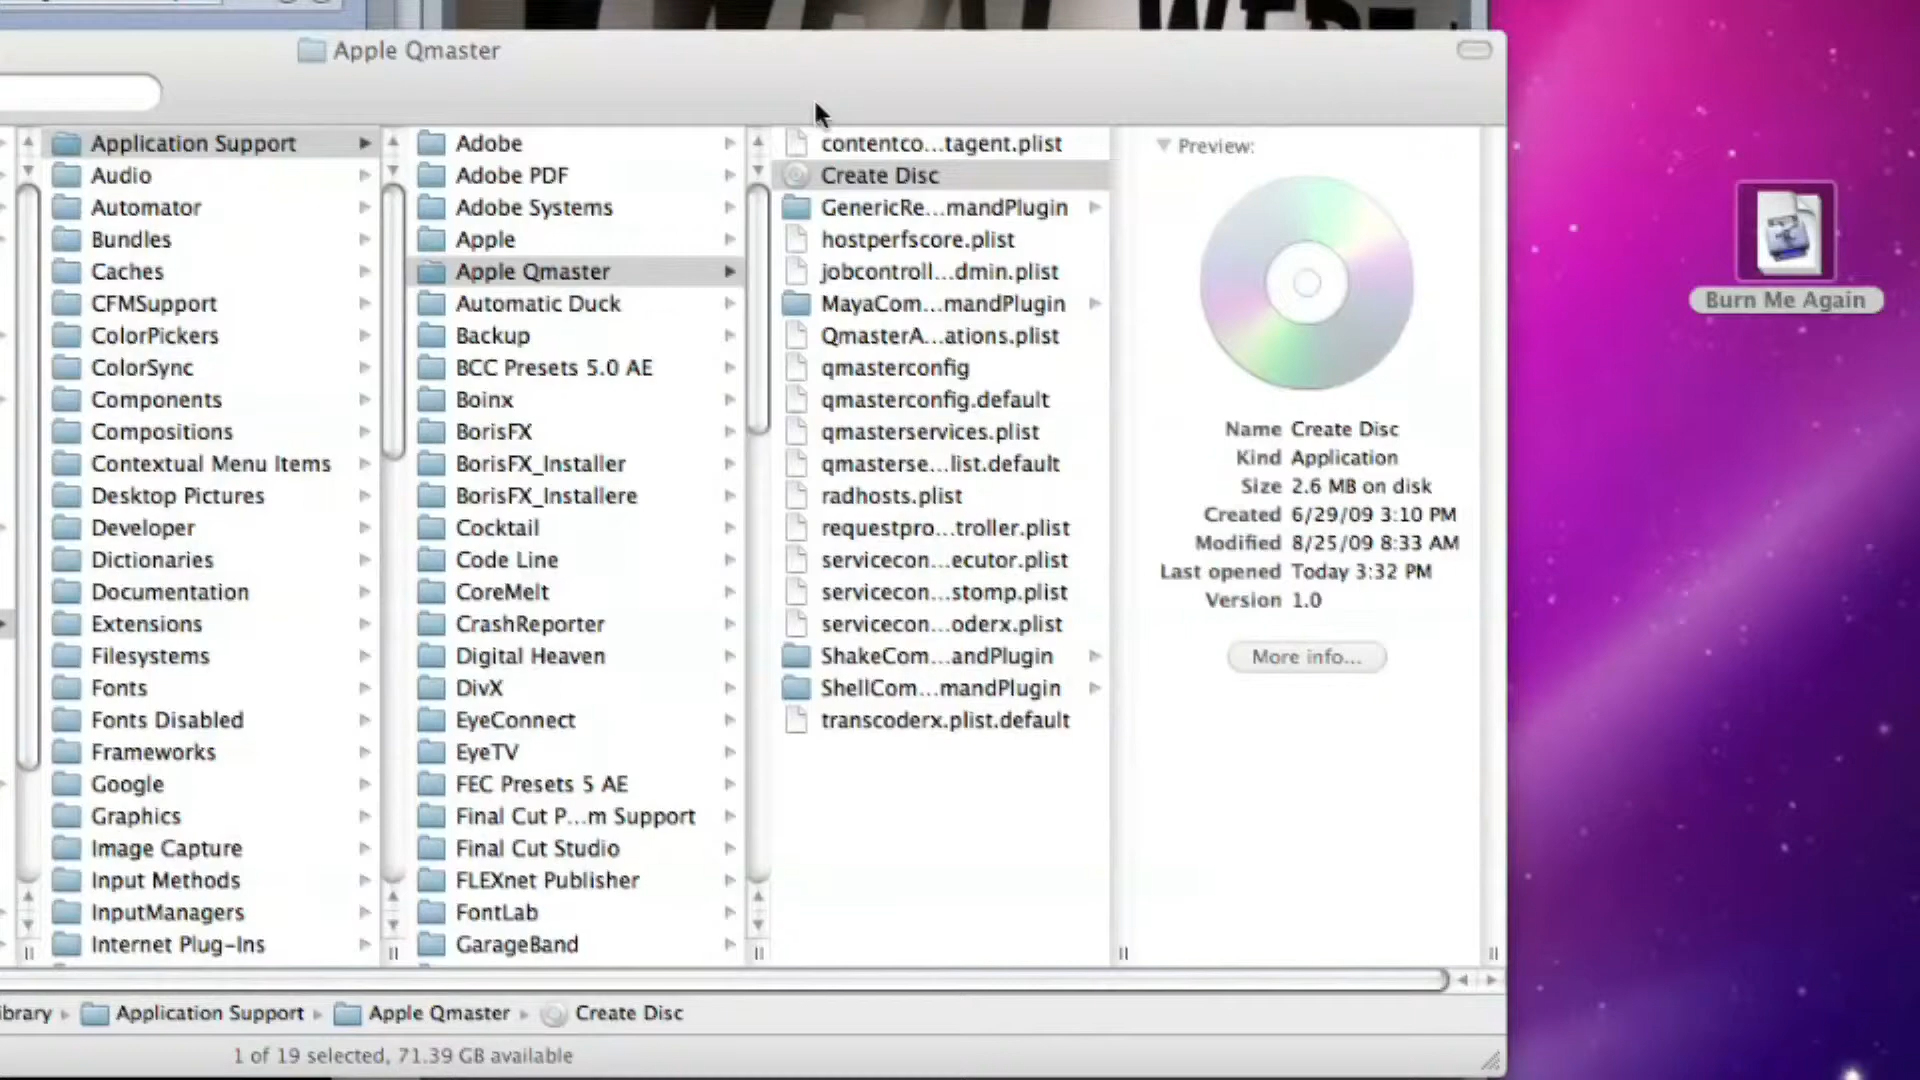 Apple Qmaster
Application Support
Audio
Automator
Bundles
Caches
CFMSupport
ColorPickers
ColorSync
Components
Compositions
Contextual Menu Items
Desktop Pictures
Developer
Dictionaries
Documentation
Extensions
Filesystems
Fonts
Fonts Disabled
Frameworks
Google
Graphics
Image Capture
Input Methods
InputManagers
Internet Plug-Ins
Adobe
Adobe PDF
Adobe Systems
Apple
Apple Qmaster
Automatic Duck
Backup
BCC Presets 5.0 AE
Boinx
BorisFX
BorisFX_Installer
BorisFX_Installere
Cocktail
Code Line
CoreMelt
CrashReporter
Digital Heaven
DivX
EyeConnect
EyeTV
FEC Presets 5 AE
Final Cut P...m Support
Final Cut Studio
FLEXnet Publisher
FontLab
GarageBand
contentco...tagent.plist
Create Disc
GenericRe...mandPlugin
hostperfscore.plist
jobcontroll...dmin.plist
MayaCom...mandPlugin
QmasterA...ations.plist
qmasterconfig
qmasterconfig.default
qmasterservices.plist
qmasterse...list.default
radhosts.plist
requestpro...troller.plist
servicecon...ecutor.plist
servicecon...stomp.plist
servicecon...oderx.plist
ShakeCom...andPlugin
ShellCom...mandPlugin
transcoderx.plist.default
Preview:
Name Create Disc
Kind Application
Size 2.6 MB on disk
Created 6/29/09 3:10 PM
Modified 8/25/09 8:33 AM
Last opened Today 3:32 PM
Version 1.0
More info...
Burn Me Again
ibrary Application Support Apple Qmaster Create Disc
1 of 19 selected, 71.39 GB available